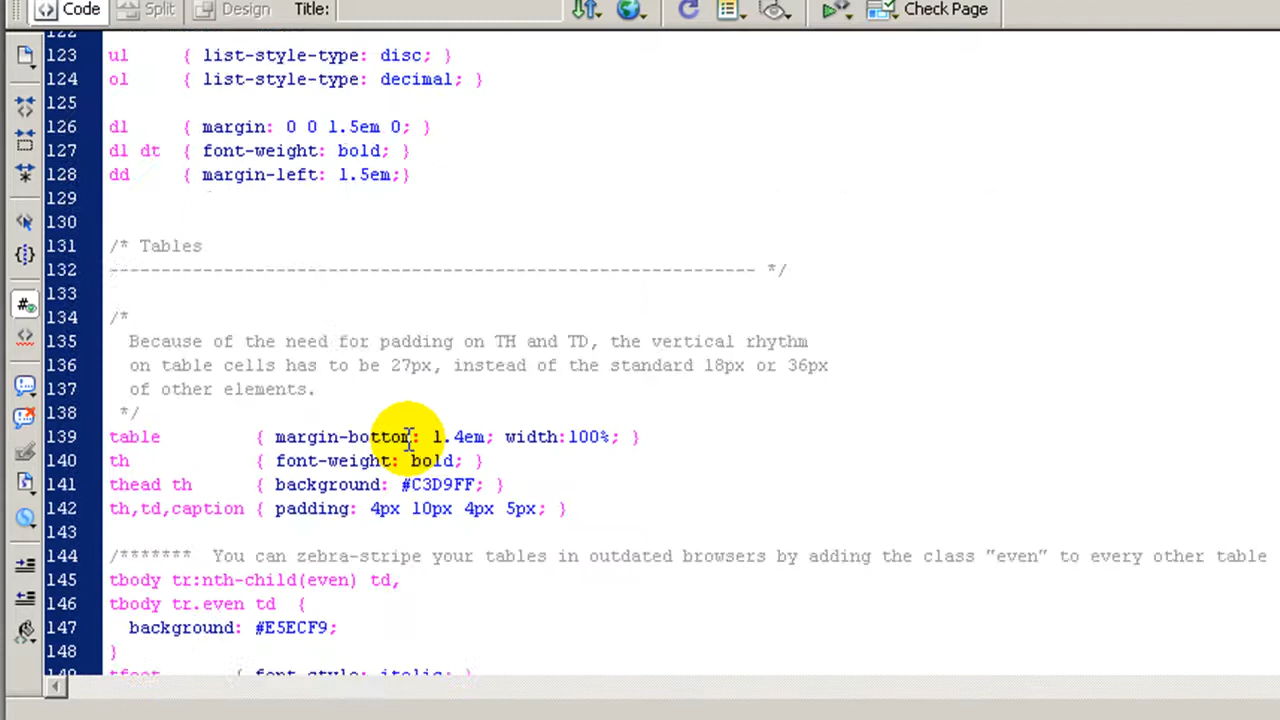 Code Split Design Title: Check Page
122
123 ul { list-style-type: disc; }
124 ol { list-style-type: decimal; }
125
126 dl { margin: 0 0 1.5em 0; }
127 dl dt { font-weight: bold; }
128 dd { margin-left: 1.5em;}
129
130
131 /* Tables
132 -------------------------------------------------------------- */
133
134 /*
135 Because of the need for padding on TH and TD, the vertical rhythm
136 on table cells has to be 27px, instead of the standard 18px or 36px
137 of other elements.
138 */
139 table { margin-bottom: 1.4em; width:100%; }
140 th { font-weight: bold; }
141 thead th { background: #C3D9FF; }
142 th,td,caption { padding: 4px 10px 4px 5px; }
143
144 /******* You can zebra-stripe your tables in outdated browsers by adding the class "even" to every other table
145 tbody tr:nth-child(even) td,
146 tbody tr.even td {
147 background: #E5ECF9;
148 }
149 tfoot { font-style: italic; }